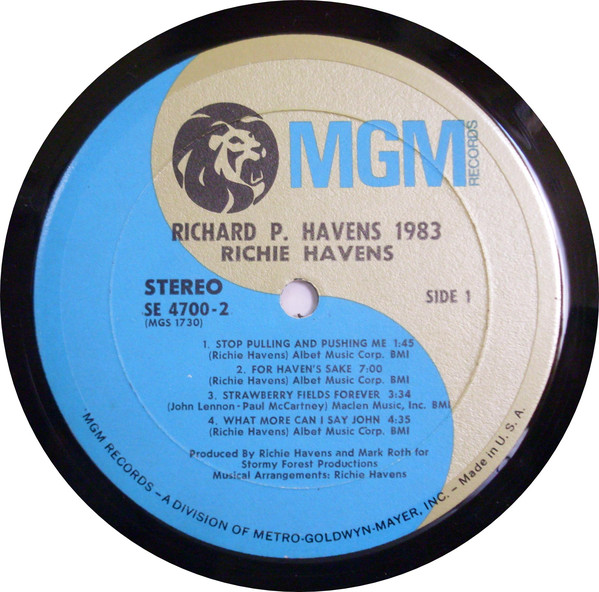 MGM
RECORDS
RICHARD P. HAVENS 1983
RICHIE HAVENS
STEREO
SE 4700-2
(MGS 1730)
SIDE 1
1. STOP PULLING AND PUSHING ME 1:45
(Richie Havens) Albet Music Corp. BMI
2. FOR HAVEN'S SAKE 7:00
(Richie Havens) Albet Music Corp. BMI
3. STRAWBERRY FIELDS FOREVER 3:34
(John Lennon-Paul McCartney) Maclen Music, Inc. BMI
4. WHAT MORE CAN I SAY JOHN 4:35
(Richie Havens) Albet Music Corp. BMI
Produced By Richie Havens and Mark Roth for
Stormy Forest Productions
Musical Arrangements: Richie Havens
MGM RECORDS – A DIVISION OF METRO-GOLDWYN-MAYER, INC. – Made in U. S. A.